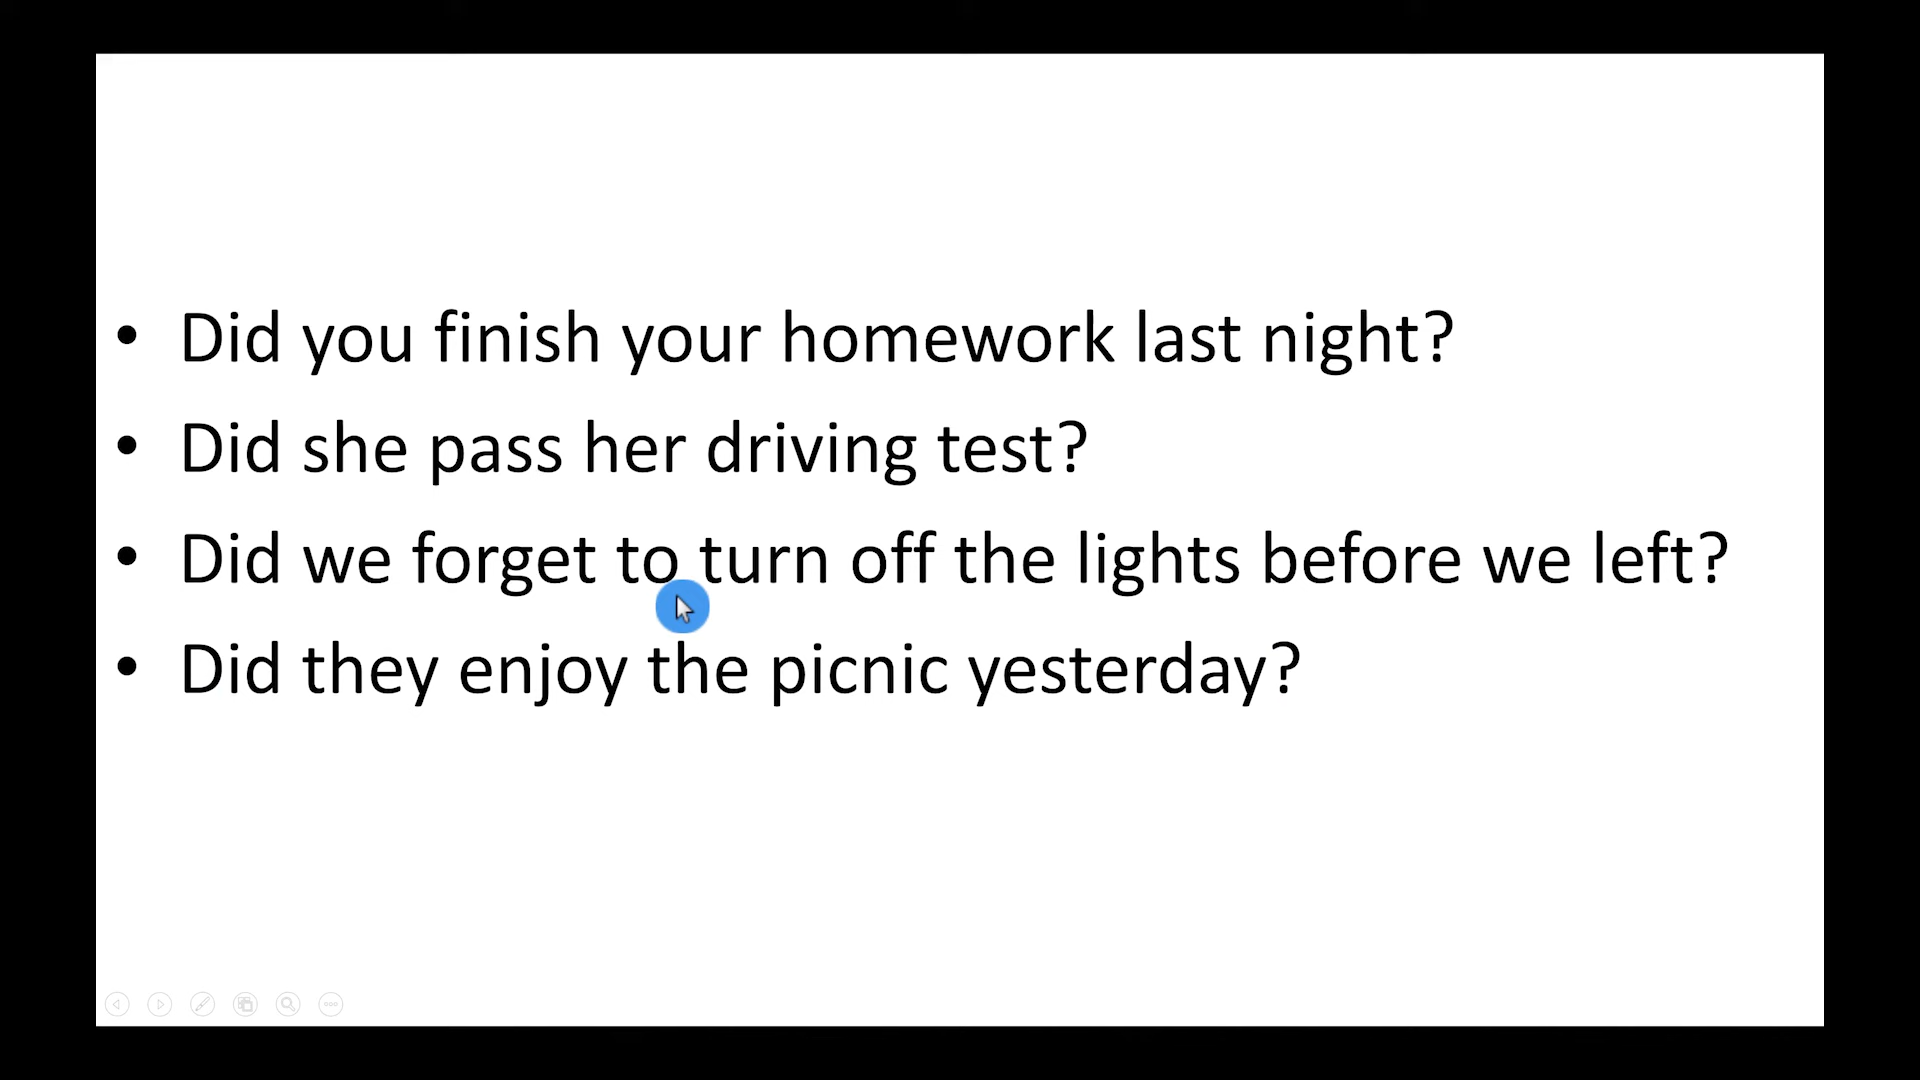 • Did you finish your homework last night?
• Did she pass her driving test?
• Did we forget to turn off the lights before we left?
• Did they enjoy the picnic yesterday?